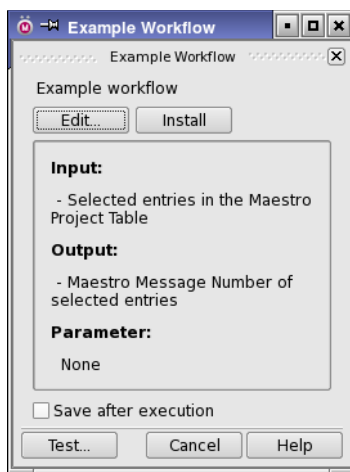 Example Workflow
Example Workflow
Example workflow
Edit...
Install
Input:
- Selected entries in the Maestro
Project Table
Output:
- Maestro Message Number of
selected entries
Parameter:
None
Save after execution
Test...
Cancel
Help